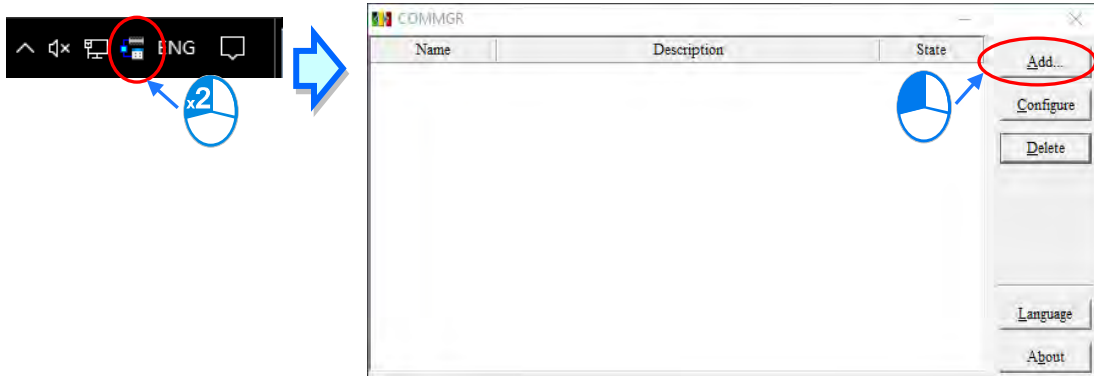 COMMGR
Name Description State
ENG
x2
Add...
Configure
Delete
Language
About